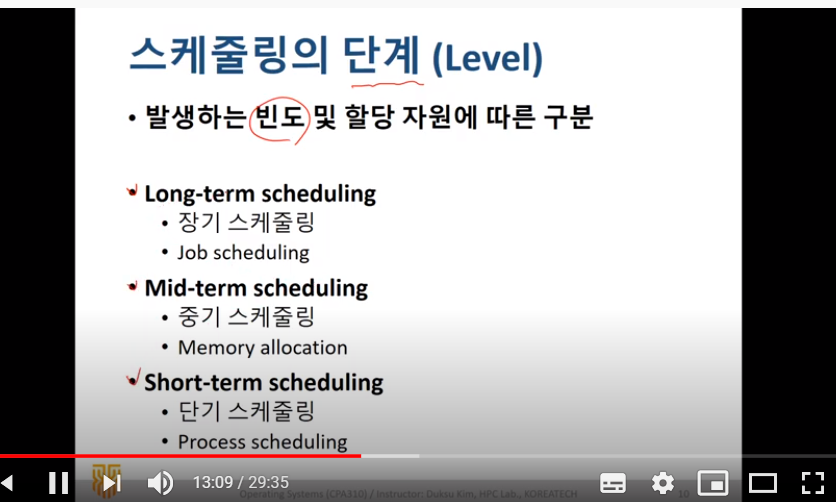 스케줄링의 단계 (Level)
• 발생하는 빈도 및 할당 자원에 따른 구분
• Long-term scheduling
• 장기 스케줄링
• Job scheduling
• Mid-term scheduling
• 중기 스케줄링
• Memory allocation
• Short-term scheduling
• 단기 스케줄링
• Process scheduling
13:09 / 29:35
Operating Systems (CPA310) / Instructor: Duksu Kim, HPC Lab., KOREATECH
10